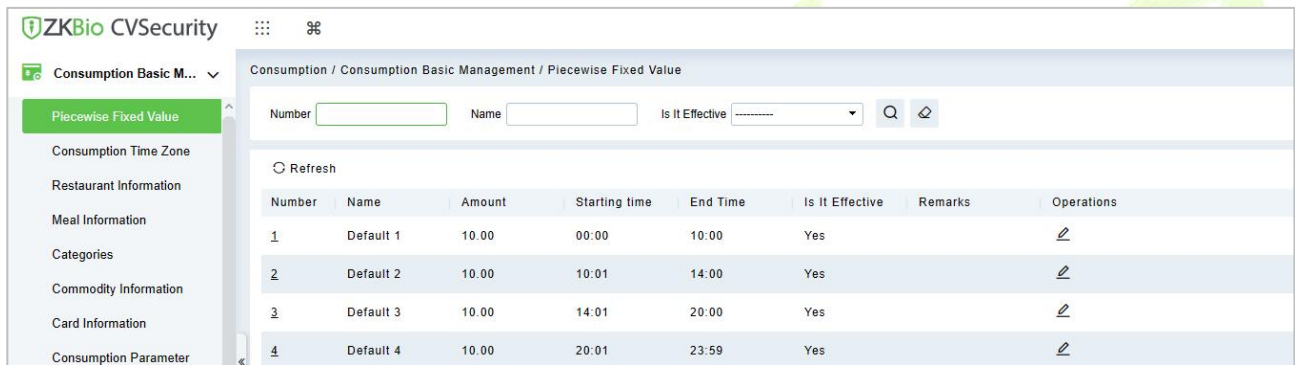 ZKBio CVSecurity
Consumption Basic M...
Consumption / Consumption Basic Management / Piecewise Fixed Value
Piecewise Fixed Value
Consumption Time Zone
Restaurant Information
Meal Information
Categories
Commodity Information
Card Information
Consumption Parameter
Number Name Is It Effective ----------
Refresh
Number Name Amount Starting time End Time Is It Effective Remarks Operations
1 Default 1 10.00 00:00 10:00 Yes
2 Default 2 10.00 10:01 14:00 Yes
3 Default 3 10.00 14:01 20:00 Yes
4 Default 4 10.00 20:01 23:59 Yes